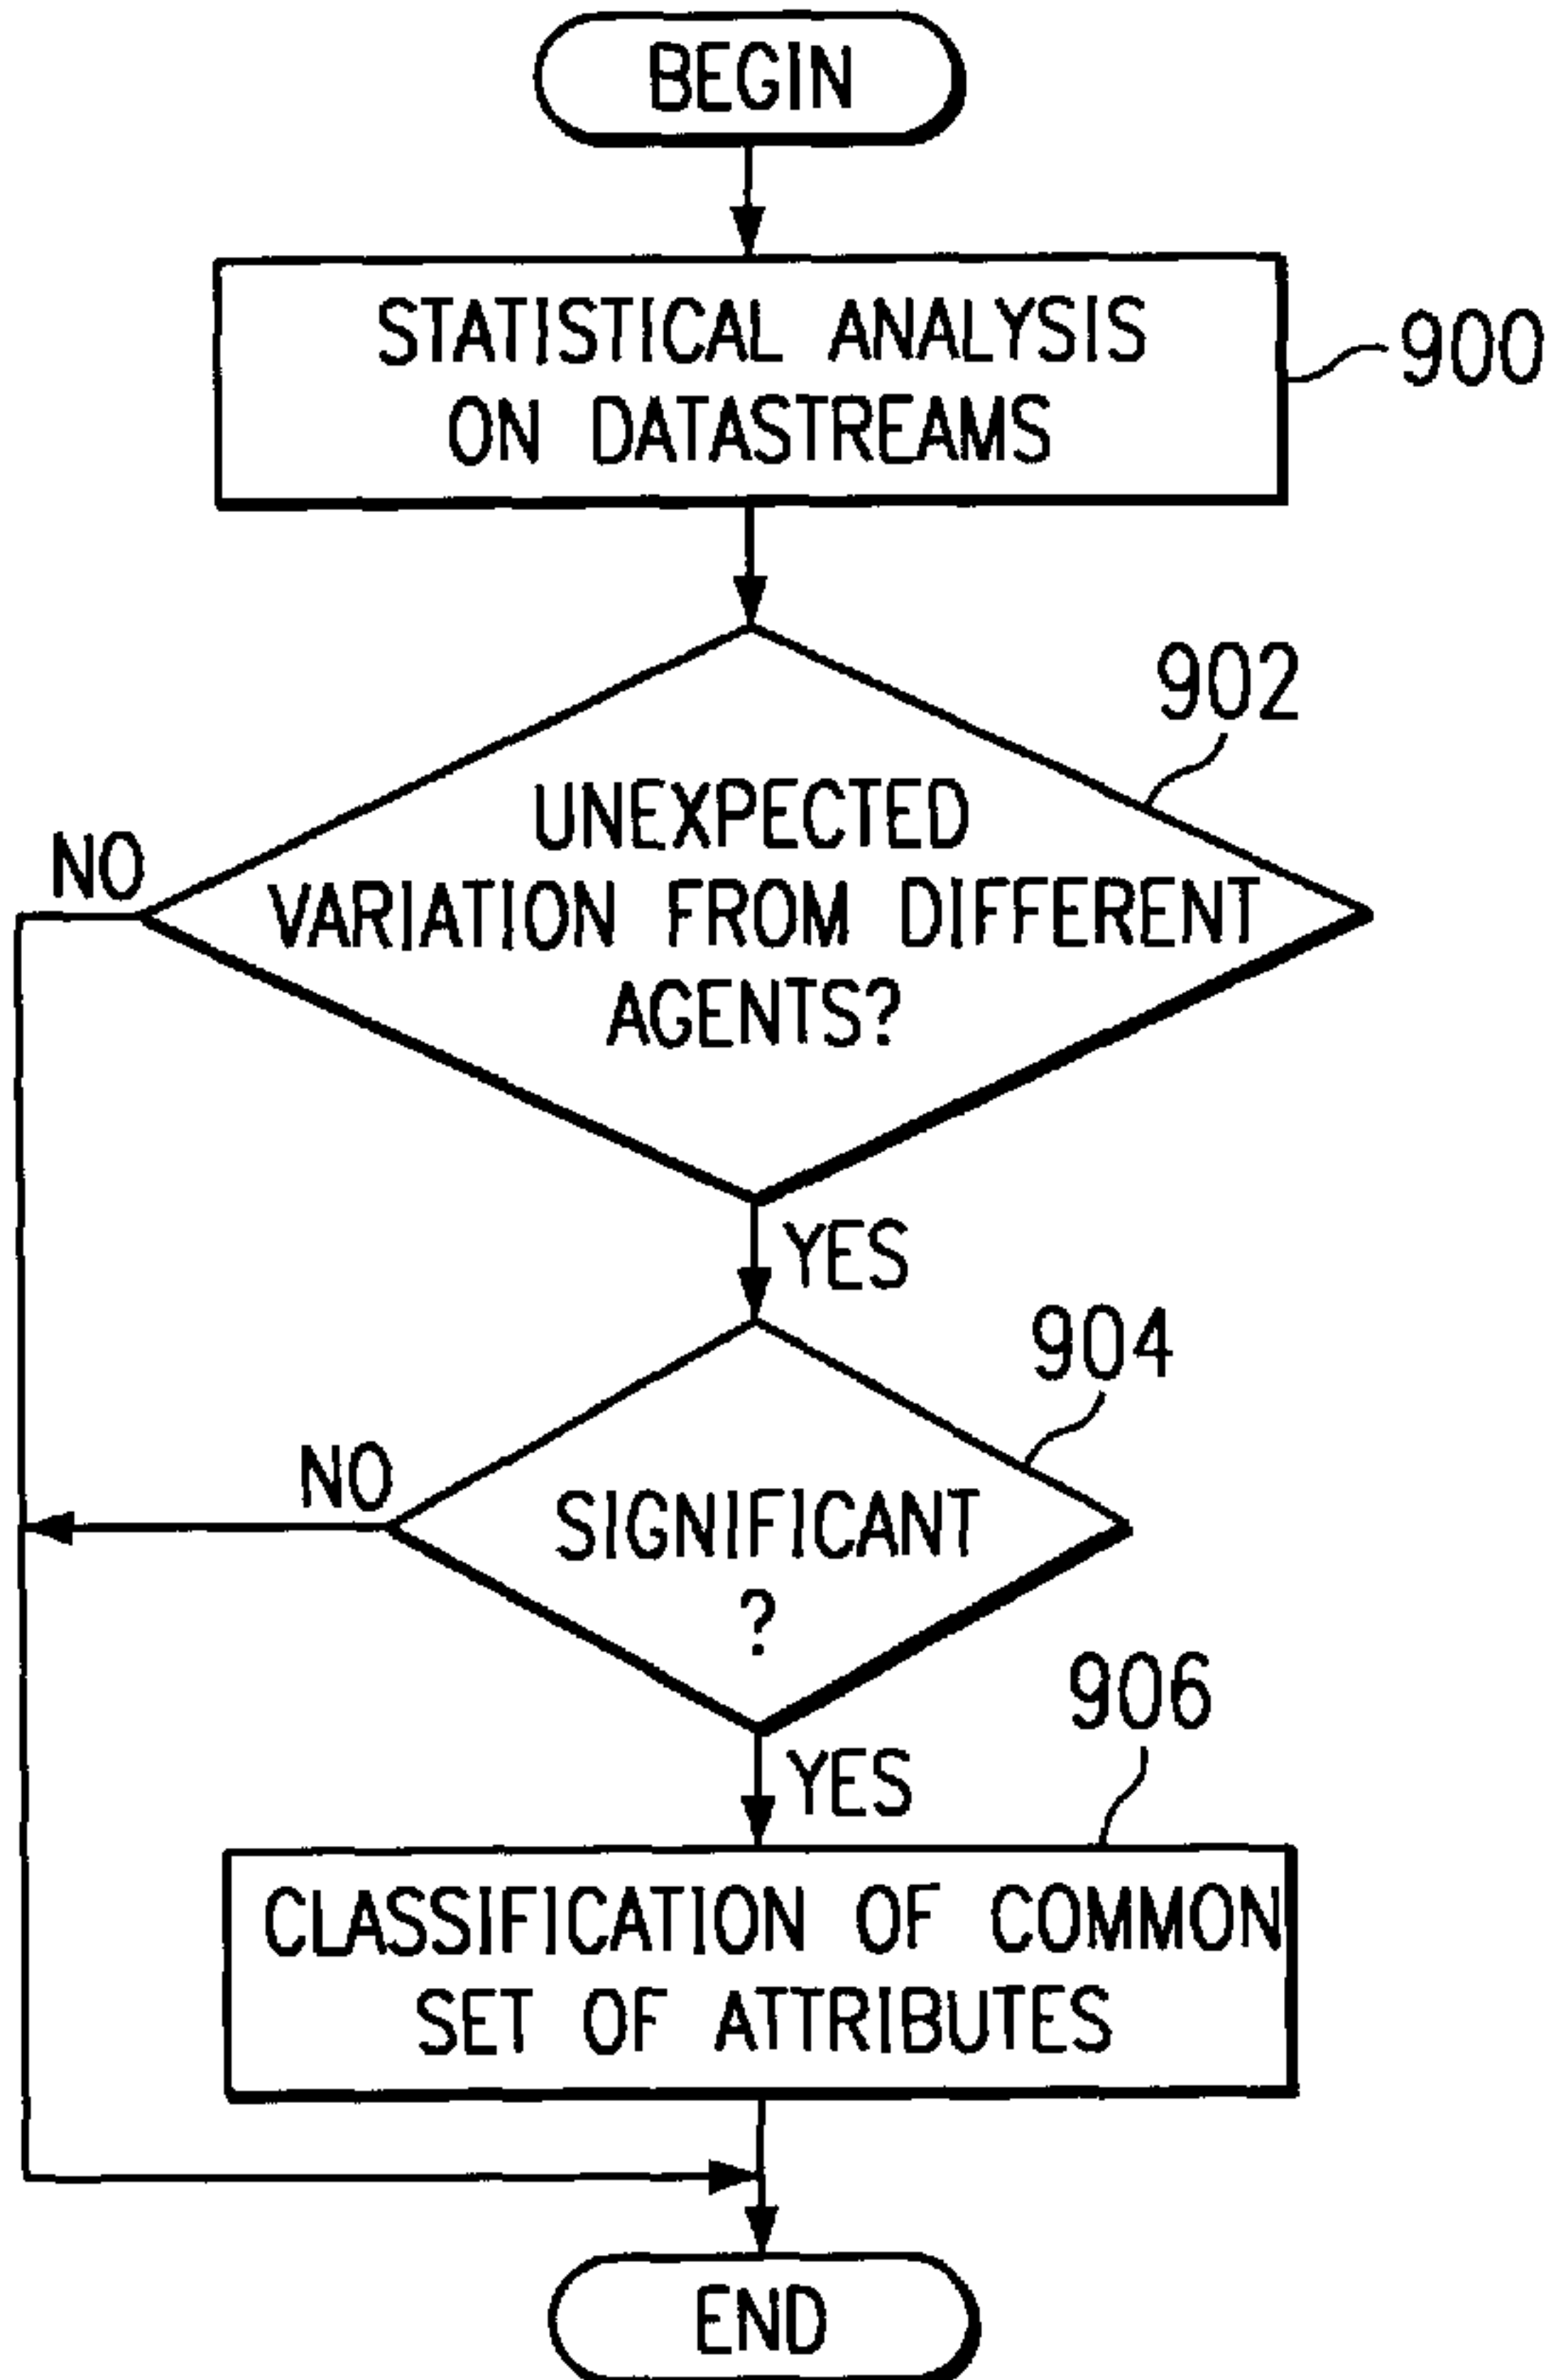 BEGIN
STATISTICAL ANALYSIS
ON DATASTREAMS
900
902
UNEXPECTED
VARIATION FROM DIFFERENT
AGENTS?
NO
YES
904
NO
SIGNIFICANT
?
906
YES
CLASSIFICATION OF COMMON
SET OF ATTRIBUTES
END